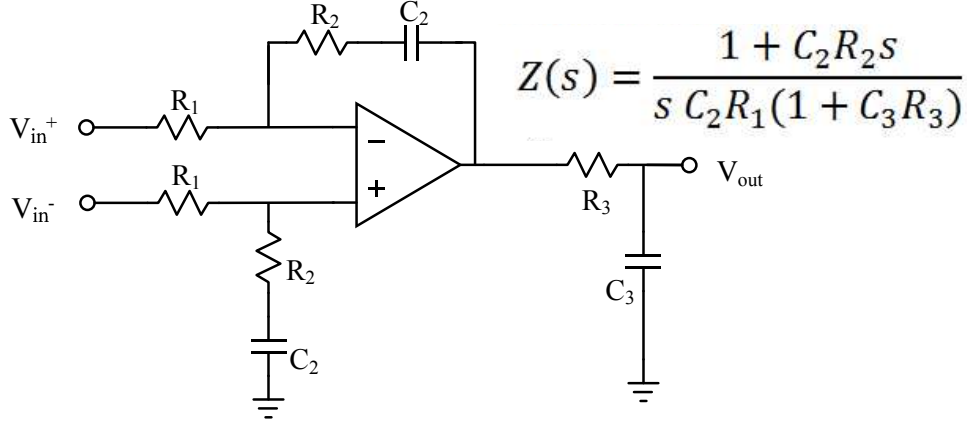 R₂
C₂
Z(s) = (1 + C₂R₂s) / (s C₂R₁(1 + C₃R₃))
R₁
Vin⁺
−
R₁
+
Vout
Vin⁻
R₃
R₂
C₃
C₂